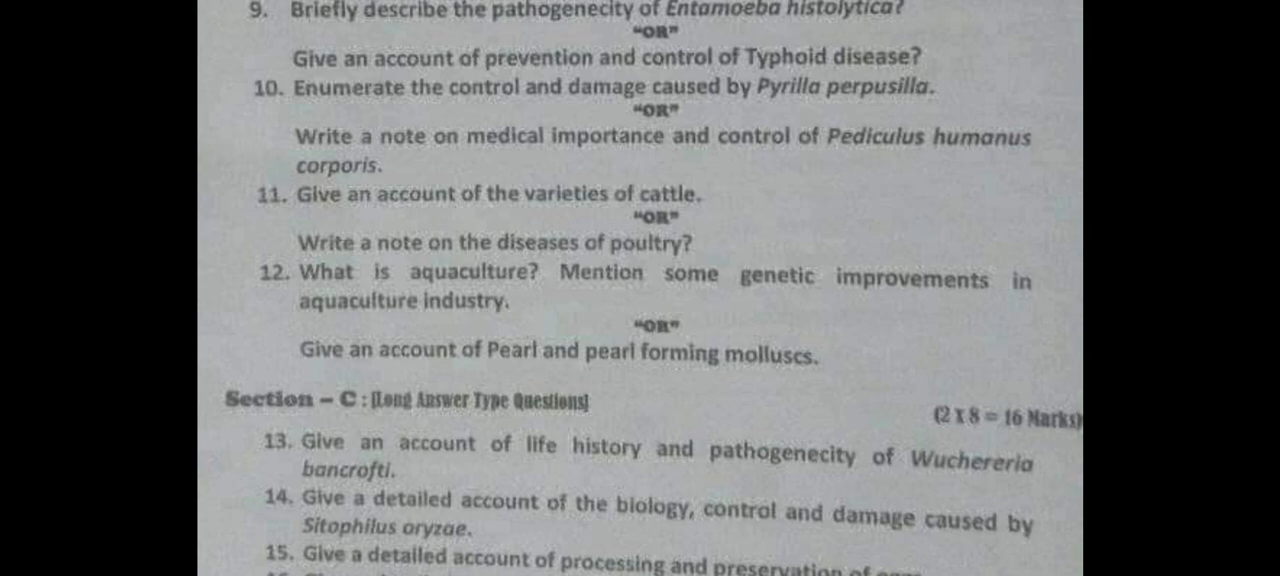 9. Briefly describe the pathogenecity of Entamoeba histolytica?
"OR"
Give an account of prevention and control of Typhoid disease?
10. Enumerate the control and damage caused by Pyrilla perpusilla.
"OR"
Write a note on medical importance and control of Pediculus humanus
corporis.
11. Give an account of the varieties of cattle.
"OR"
Write a note on the diseases of poultry?
12. What is aquaculture? Mention some genetic improvements in
aquaculture industry.
"OR"
Give an account of Pearl and pearl forming molluscs.
Section – C : [Long Answer Type Questions]
(2 x 8 = 16 Marks)
13. Give an account of life history and pathogenecity of Wuchereria
bancrofti.
14. Give a detailed account of the biology, control and damage caused by
Sitophilus oryzae.
15. Give a detailed account of processing and preservation of